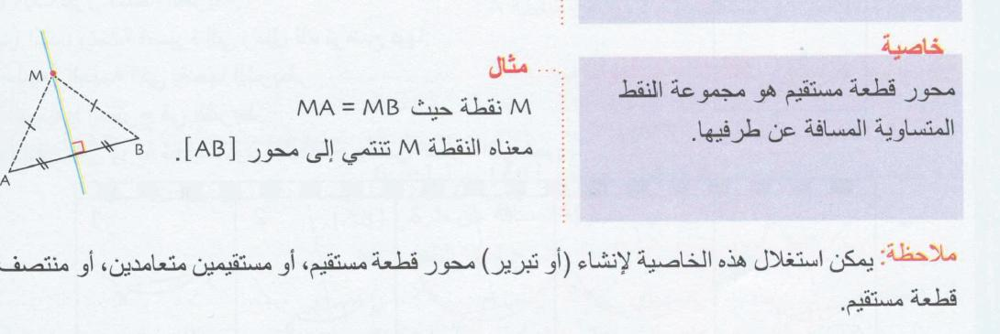 خاصية
محور قطعة مستقيم هو مجموعة النقط
المتساوية المسافة عن طرفيها.
مثال
M نقطة حيث MA = MB
معناه النقطة M تنتمي إلى محور [AB].
M
B
A
ملاحظة: يمكن استغلال هذه الخاصية لإنشاء (أو تبرير) محور قطعة مستقيم، أو مستقيمين متعامدين، أو منتصف
قطعة مستقيم.